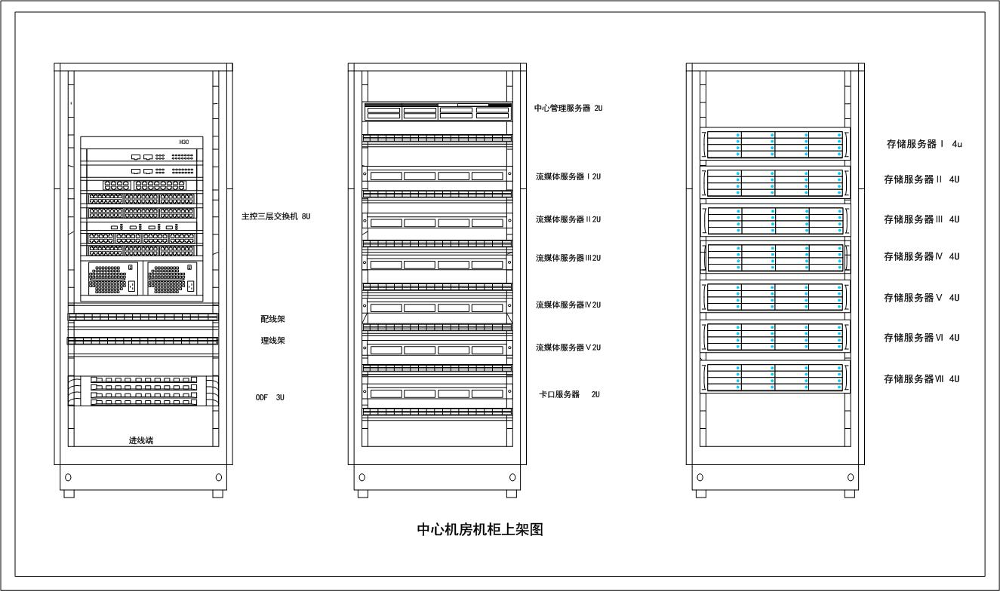 H3C
主控三层交换机 8U
配线架
理线架
ODF 3U
进线端
中心管理服务器 2U
流媒体服务器Ⅰ2U
流媒体服务器Ⅱ2U
流媒体服务器Ⅲ2U
流媒体服务器Ⅳ2U
流媒体服务器Ⅴ2U
卡口服务器 2U
存储服务器Ⅰ 4u
存储服务器Ⅱ 4U
存储服务器Ⅲ 4U
存储服务器Ⅳ 4U
存储服务器Ⅴ 4U
存储服务器Ⅵ 4U
存储服务器Ⅶ 4U
中心机房机柜上架图